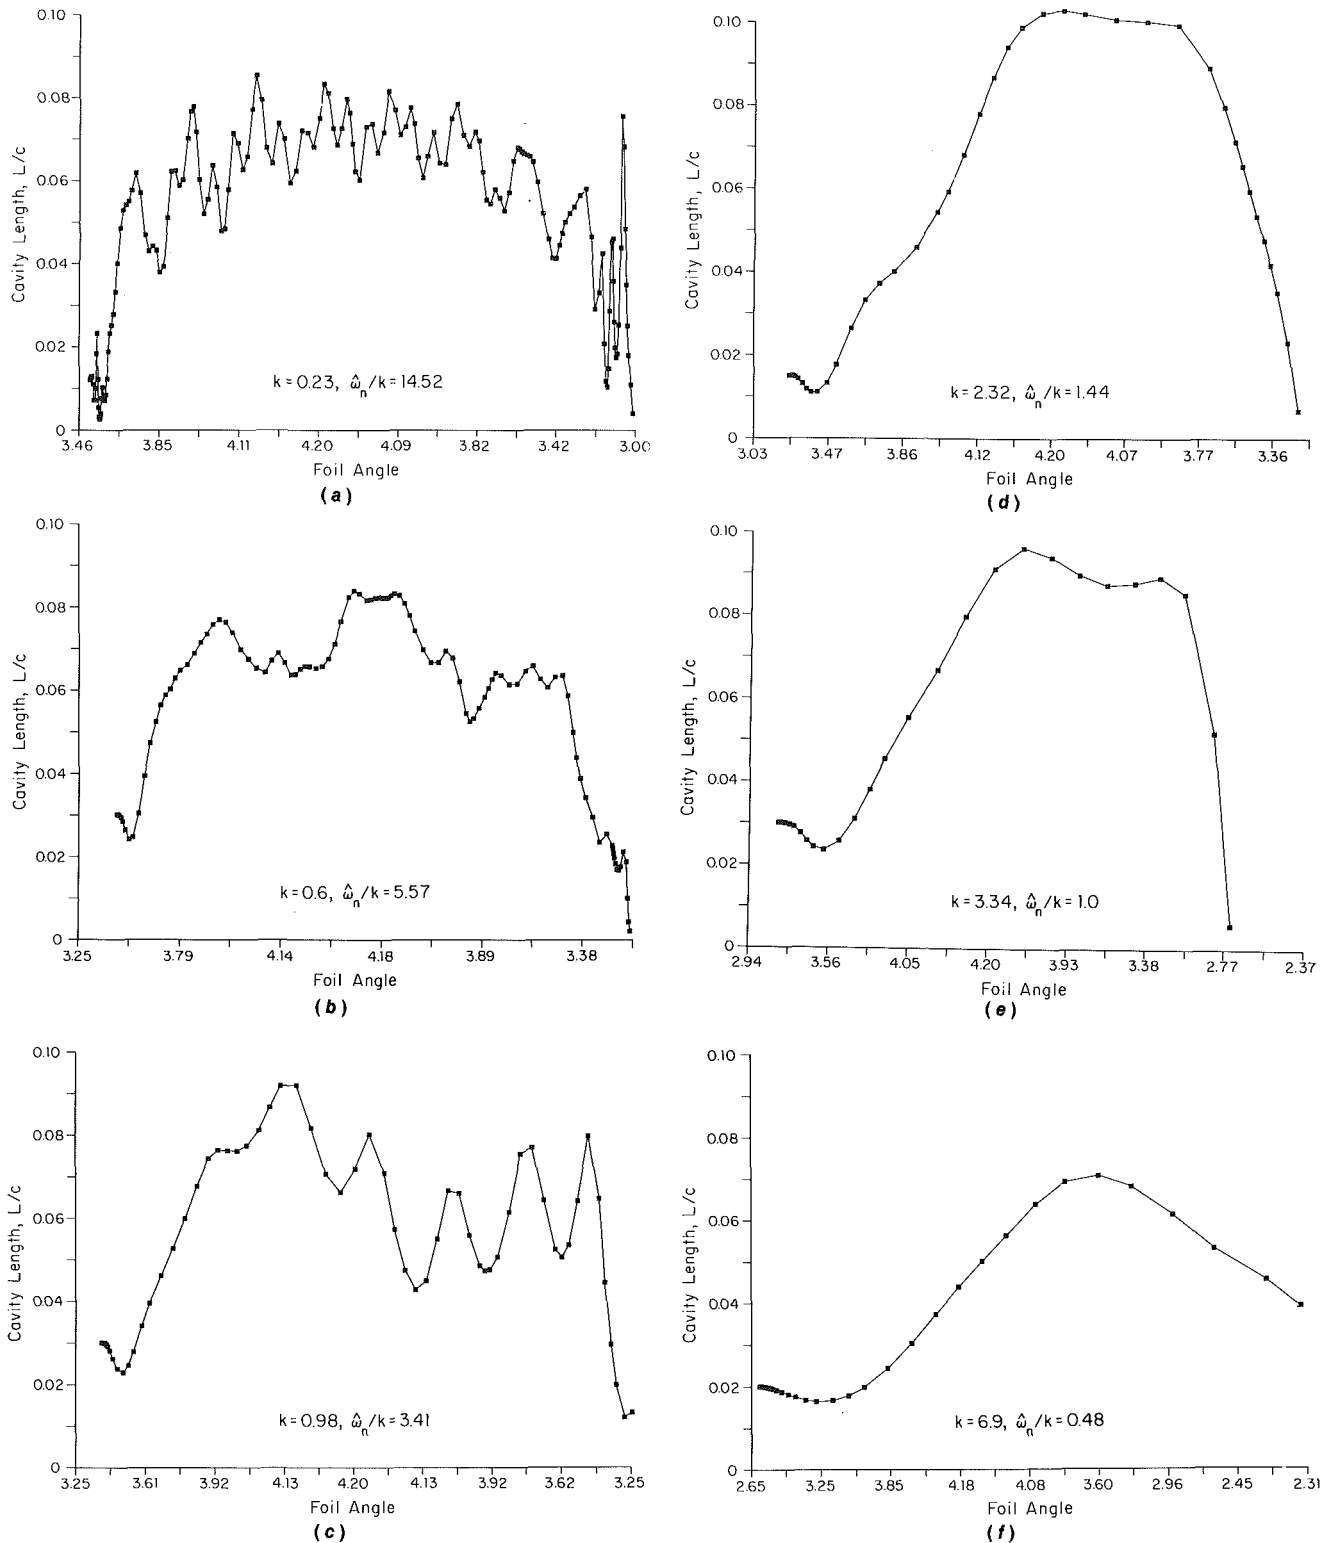 0.10
0.08
0.06
0.04
0.02
0
Cavity Length, L/c
k = 0.23, ω̂n/k = 14.52
3.46 3.85 4.11 4.20 4.09 3.82 3.42 3.00
Foil Angle
(a)
0.10
0.08
0.06
0.04
0.02
0
Cavity Length, L/c
k = 0.6, ω̂n/k = 5.57
3.25 3.79 4.14 4.18 3.89 3.38
Foil Angle
(b)
0.10
0.08
0.06
0.04
0.02
0
Cavity Length, L/c
k = 0.98, ω̂n/k = 3.41
3.25 3.61 3.92 4.13 4.20 4.13 3.92 3.62 3.25
Foil Angle
(c)
0.10
0.08
0.06
0.04
0.02
0
Cavity Length, L/c
k = 2.32, ω̂n/k = 1.44
3.03 3.47 3.86 4.12 4.20 4.07 3.77 3.36
Foil Angle
(d)
0.10
0.08
0.06
0.04
0.02
0
Cavity Length, L/c
k = 3.34, ω̂n/k = 1.0
2.94 3.56 4.05 4.20 3.93 3.38 2.77 2.37
Foil Angle
(e)
0.10
0.08
0.06
0.04
0.02
0
Cavity Length, L/c
k = 6.9, ω̂n/k = 0.48
2.65 3.25 3.85 4.18 4.08 3.60 2.96 2.45 2.31
Foil Angle
(f)